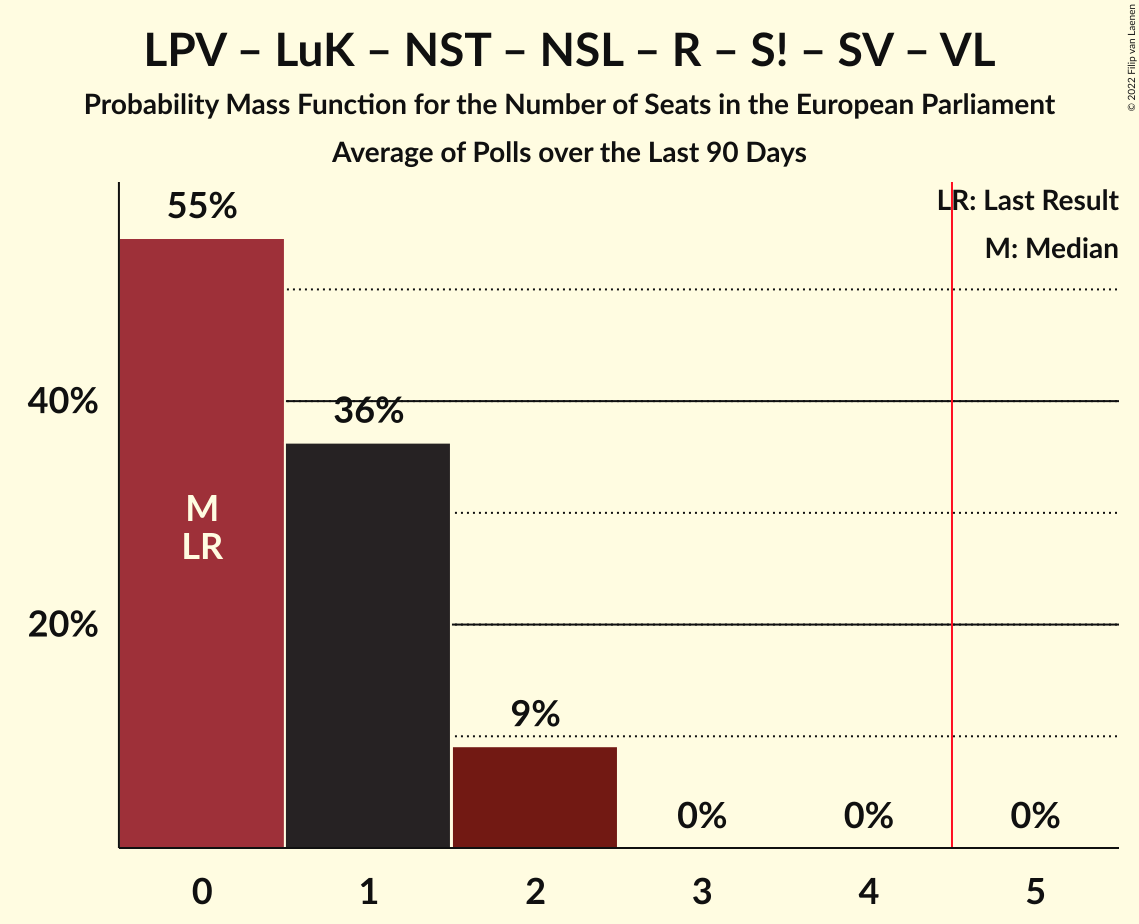 LPV – LuK – NST – NSL – R – S! – SV – VL
Probability Mass Function for the Number of Seats in the European Parliament
Average of Polls over the Last 90 Days
© 2022 Filip van Laenen
LR: Last Result
M: Median
55%
40%
36%
M
LR
20%
9%
0%
0%
0%
0
1
2
3
4
5